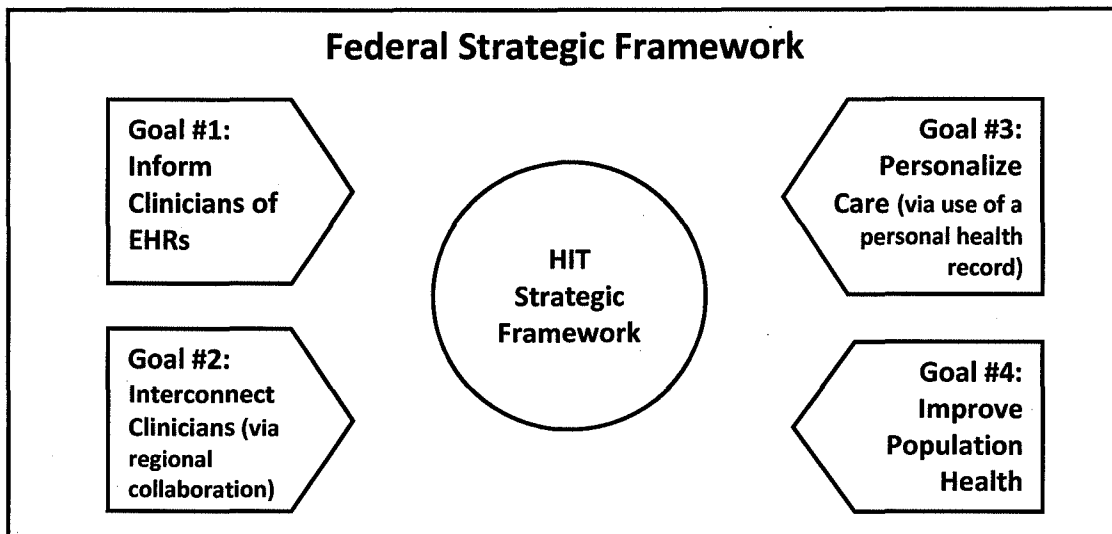 Federal Strategic Framework
Goal #1:
Inform
Clinicians of
EHRs
Goal #2:
Interconnect
Clinicians (via
regional
collaboration)
HIT
Strategic
Framework
Goal #3:
Personalize
Care (via use of a
personal health
record)
Goal #4:
Improve
Population
Health